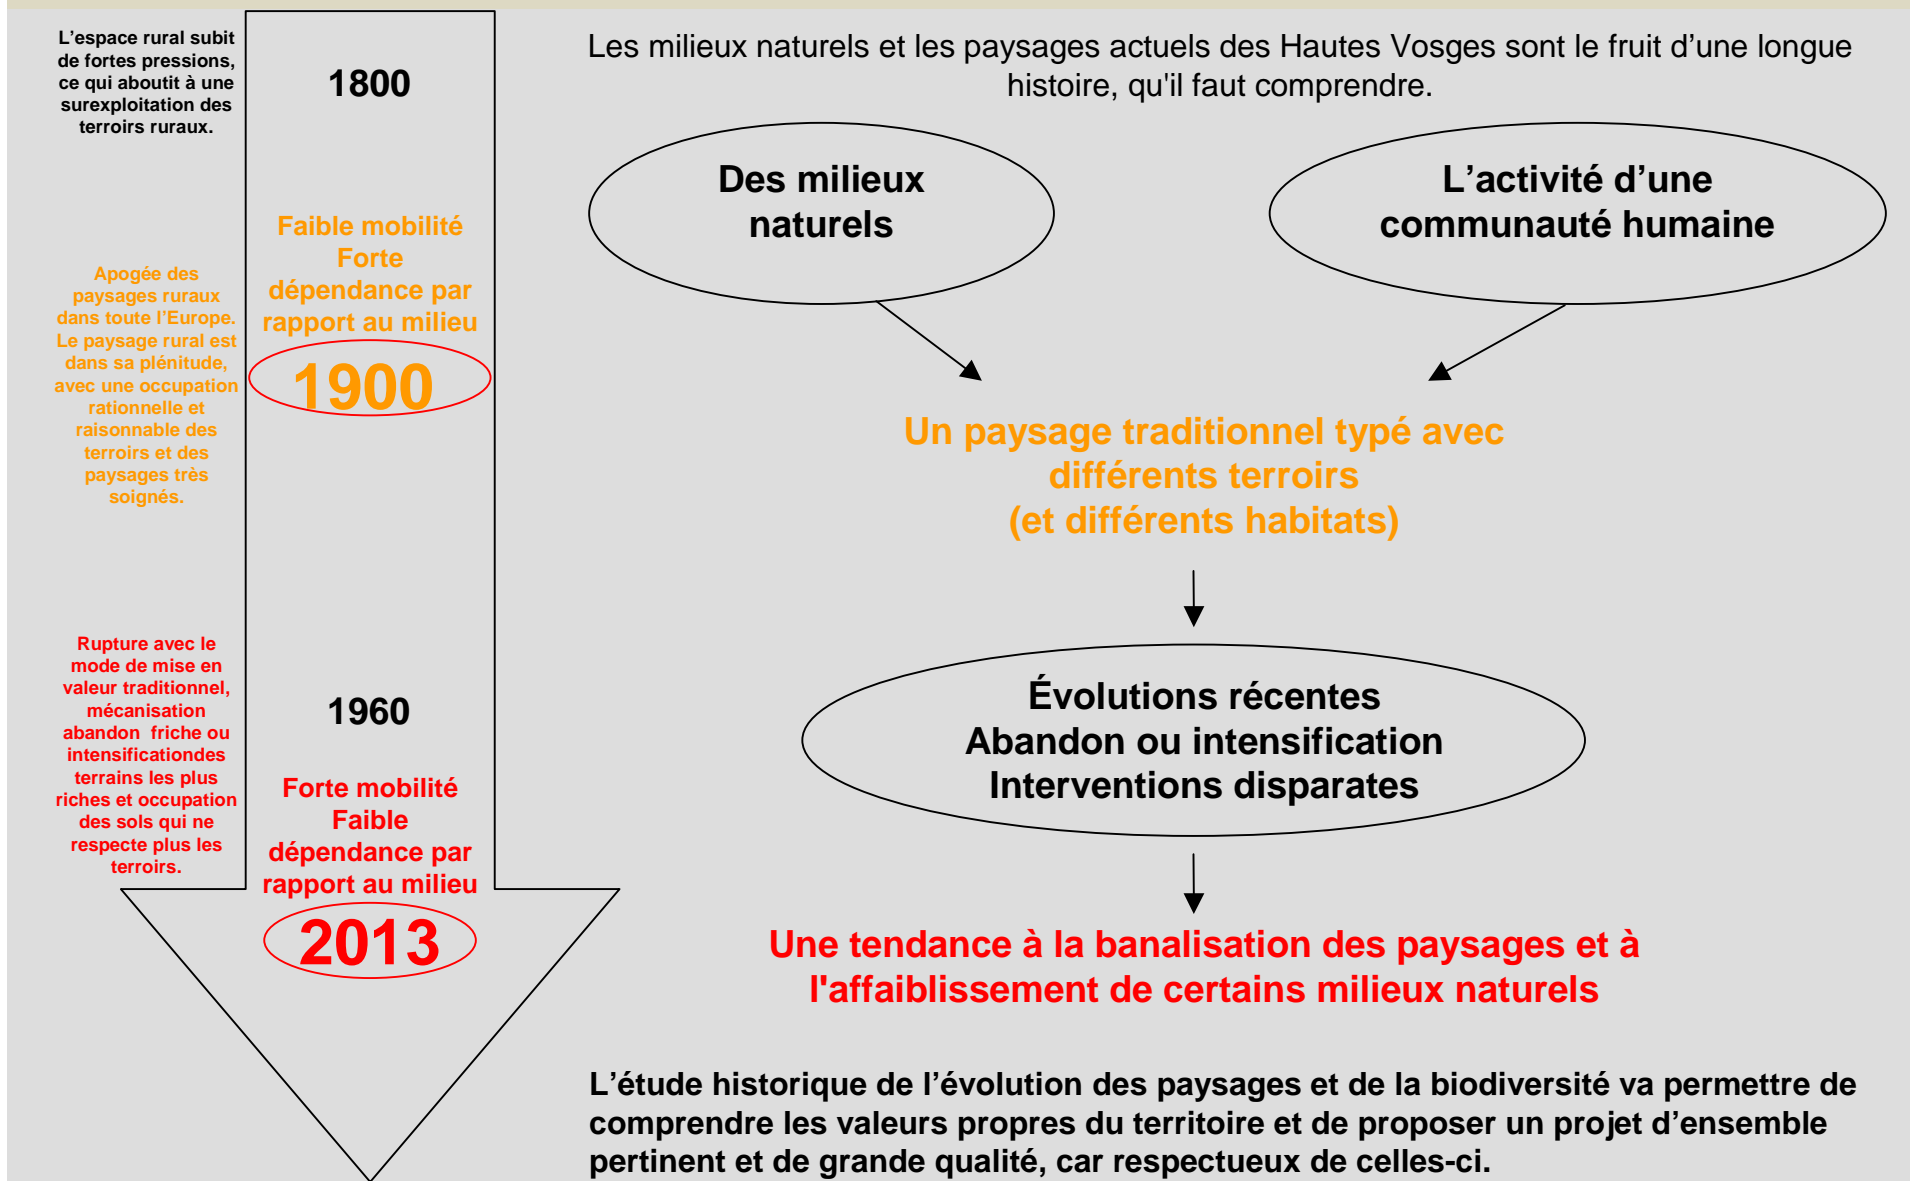 L'espace rural subit
de fortes pressions,
ce qui aboutit à une
surexploitation des
terroirs ruraux.
Apogée des
paysages ruraux
dans toute l'Europe.
Le paysage rural est
dans sa plénitude,
avec une occupation
rationnelle et
raisonnable des
terroirs et des
paysages très
soignés.
Rupture avec le
mode de mise en
valeur traditionnel,
mécanisation
abandon friche ou
intensificationdes
terrains les plus
riches et occupation
des sols qui ne
respecte plus les
terroirs.
1800
Faible mobilité
Forte
dépendance par
rapport au milieu
1900
1960
Forte mobilité
Faible
dépendance par
rapport au milieu
2013
Les milieux naturels et les paysages actuels des Hautes Vosges sont le fruit d'une longue
histoire, qu'il faut comprendre.
Des milieux
naturels
L'activité d'une
communauté humaine
Un paysage traditionnel typé avec
différents terroirs
(et différents habitats)
Évolutions récentes
Abandon ou intensification
Interventions disparates
Une tendance à la banalisation des paysages et à
l'affaiblissement de certains milieux naturels
L'étude historique de l'évolution des paysages et de la biodiversité va permettre de
comprendre les valeurs propres du territoire et de proposer un projet d'ensemble
pertinent et de grande qualité, car respectueux de celles-ci.